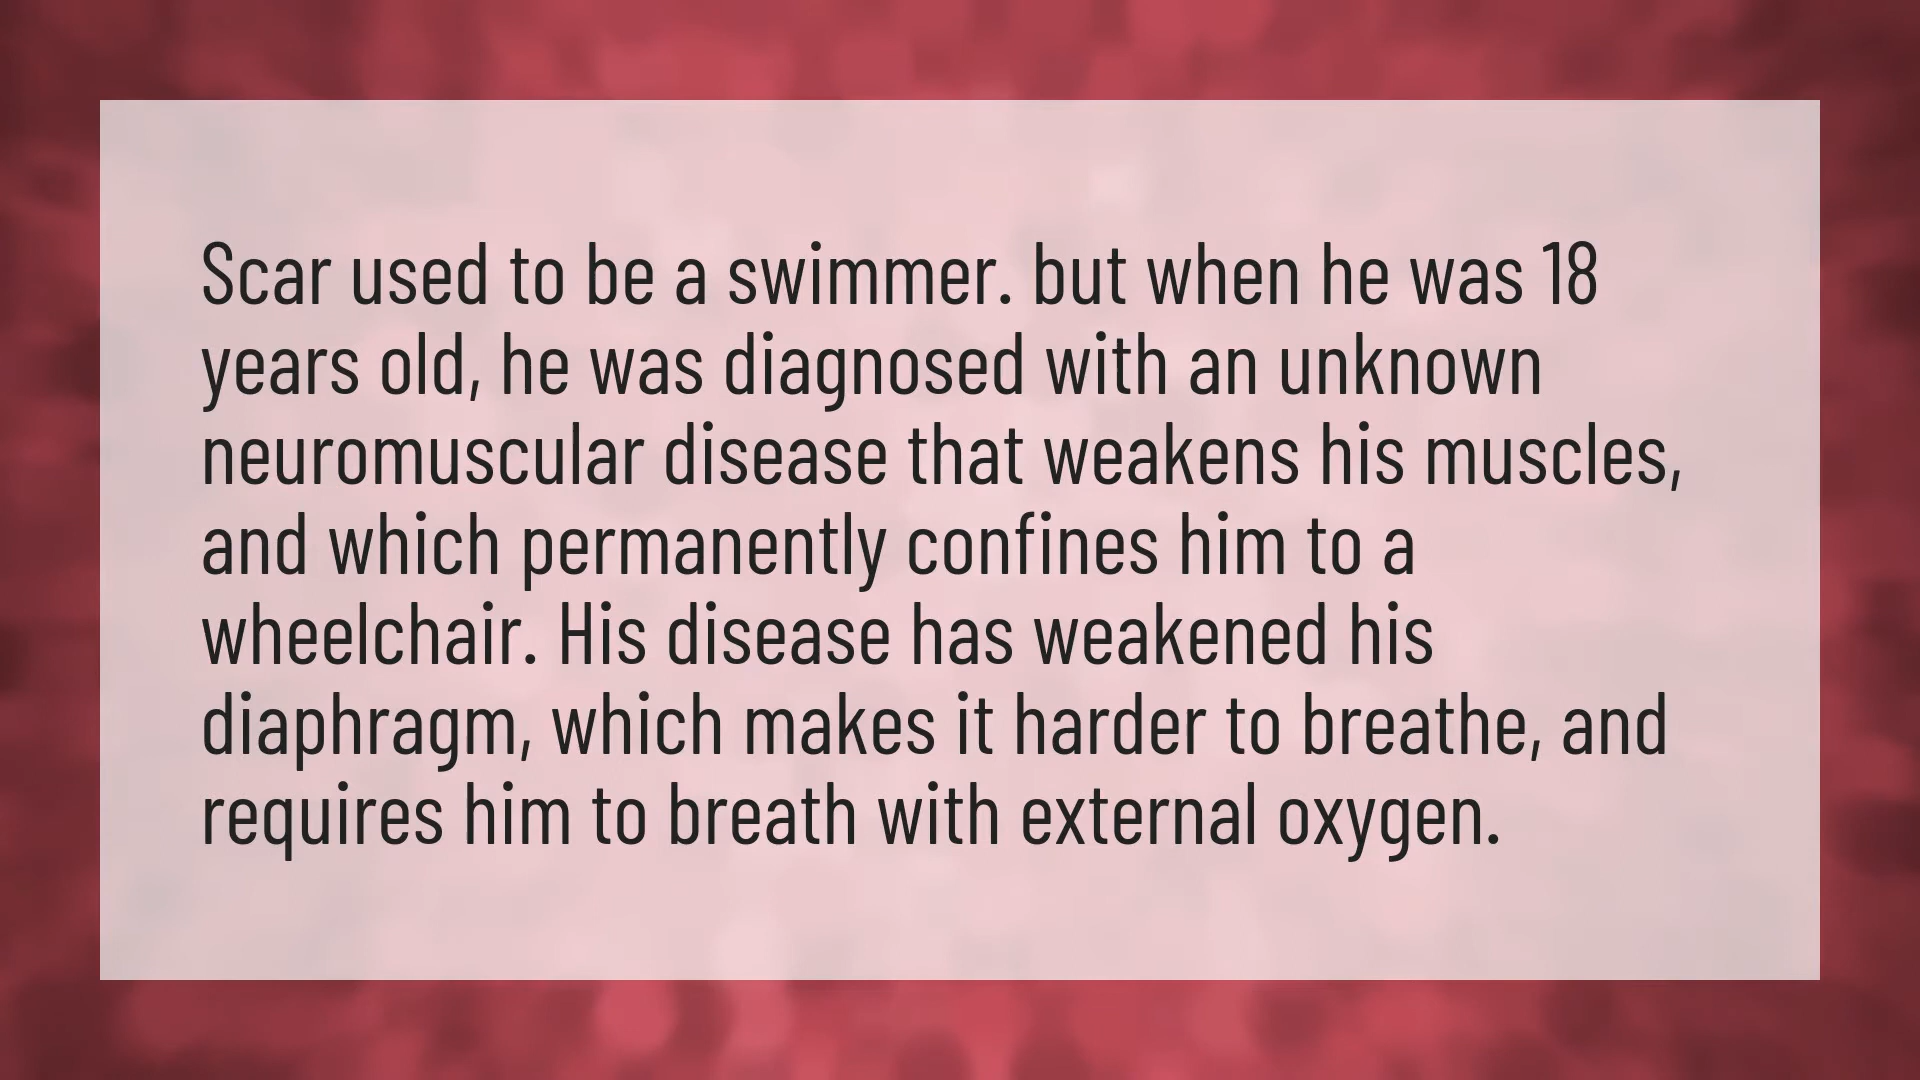 Scar used to be a swimmer. but when he was 18
years old, he was diagnosed with an unknown
neuromuscular disease that weakens his muscles,
and which permanently confines him to a
wheelchair. His disease has weakened his
diaphragm, which makes it harder to breathe, and
requires him to breath with external oxygen.